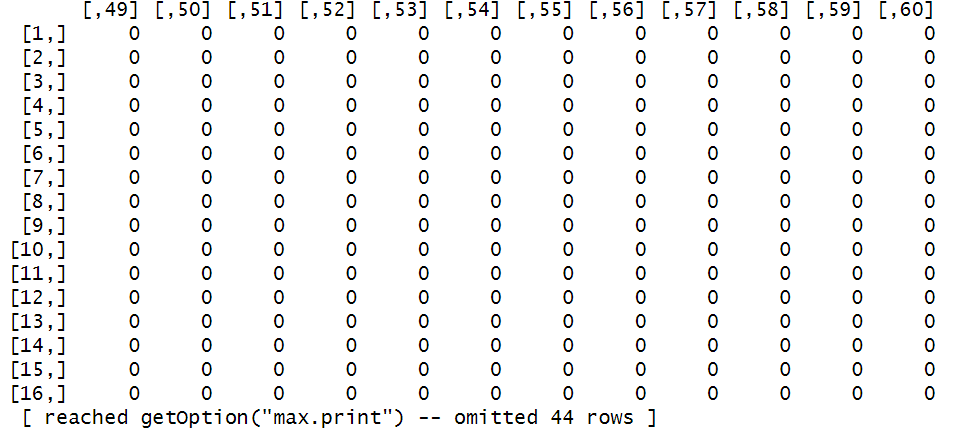 [,49] [,50] [,51] [,52] [,53] [,54] [,55] [,56] [,57] [,58] [,59] [,60]
[1,] 0 0 0 0 0 0 0 0 0 0 0 0
[2,] 0 0 0 0 0 0 0 0 0 0 0 0
[3,] 0 0 0 0 0 0 0 0 0 0 0 0
[4,] 0 0 0 0 0 0 0 0 0 0 0 0
[5,] 0 0 0 0 0 0 0 0 0 0 0 0
[6,] 0 0 0 0 0 0 0 0 0 0 0 0
[7,] 0 0 0 0 0 0 0 0 0 0 0 0
[8,] 0 0 0 0 0 0 0 0 0 0 0 0
[9,] 0 0 0 0 0 0 0 0 0 0 0 0
[10,] 0 0 0 0 0 0 0 0 0 0 0 0
[11,] 0 0 0 0 0 0 0 0 0 0 0 0
[12,] 0 0 0 0 0 0 0 0 0 0 0 0
[13,] 0 0 0 0 0 0 0 0 0 0 0 0
[14,] 0 0 0 0 0 0 0 0 0 0 0 0
[15,] 0 0 0 0 0 0 0 0 0 0 0 0
[16,] 0 0 0 0 0 0 0 0 0 0 0 0
[ reached getOption("max.print") -- omitted 44 rows ]